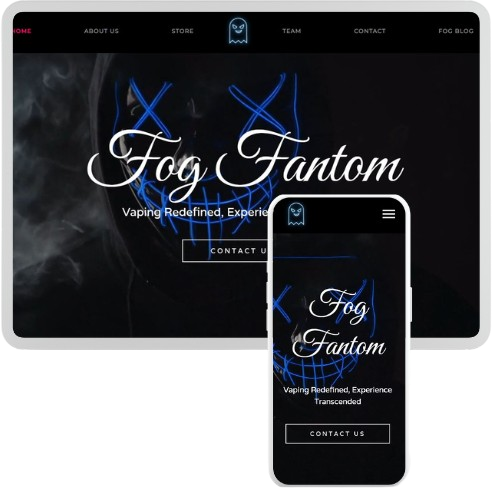 HOME ABOUT US STORE TEAM CONTACT FOG BLOG
Fog Fantom
Vaping Redefined, Experie
CONTACT U
Fog
Fantom
Vaping Redefined, Experience
Transcended
CONTACT US